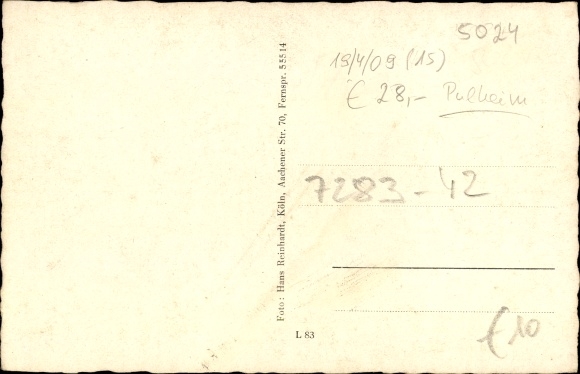 5024
19/4/09 (15)
€ 28,- Pulheim
7283-42
Foto: Hans Reinhardt, Köln, Aachener Str. 70, Fernspr. 55514
L 83
€10